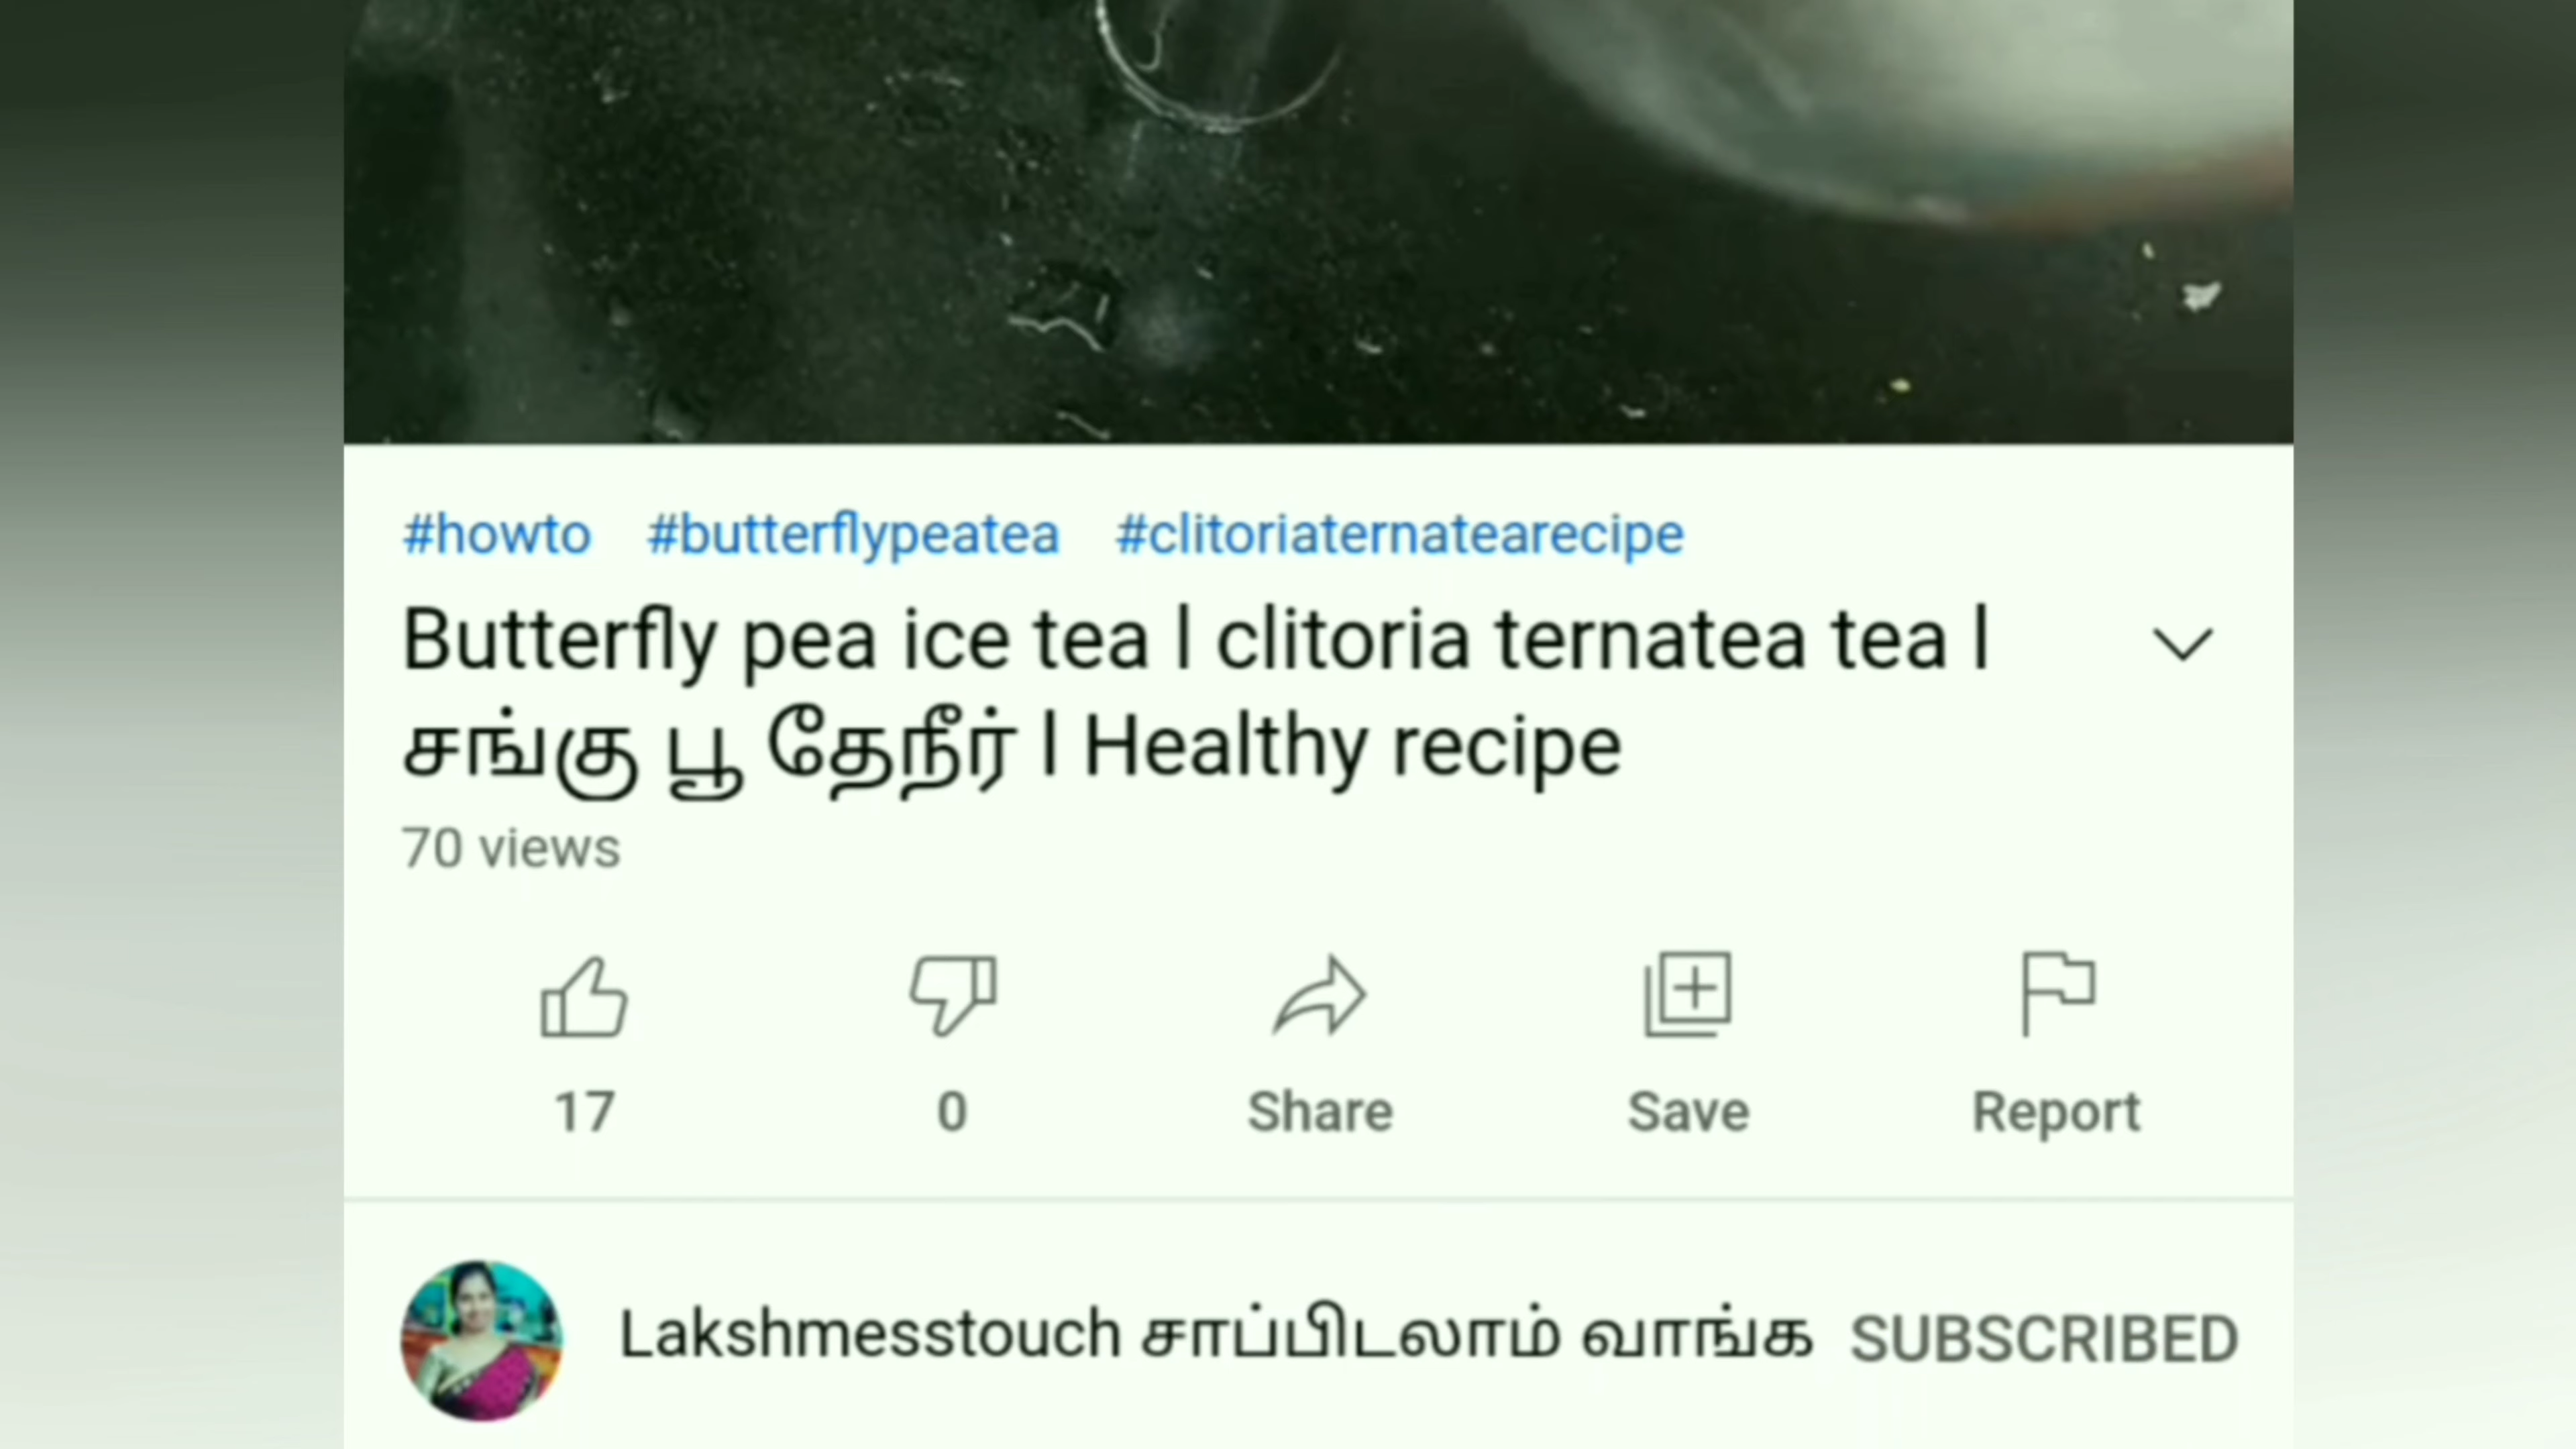 #howto #butterflypeatea #clitoriaternatearecipe
Butterfly pea ice tea l clitoria ternatea tea l
சங்கு பூ தேநீர் l Healthy recipe
70 views
17 0 Share Save Report
Lakshmesstouch சாப்பிடலாம் வாங்க SUBSCRIBED